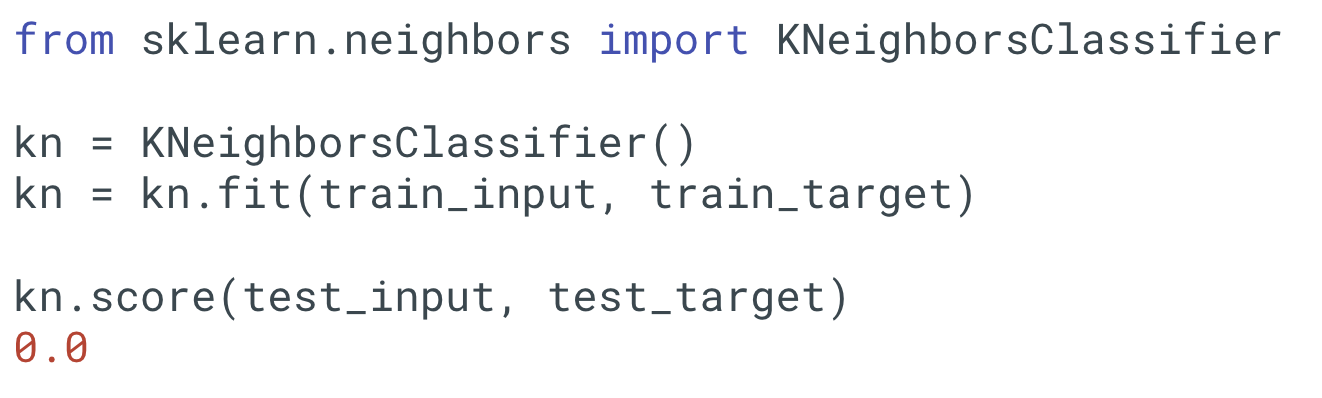 from sklearn.neighbors import KNeighborsClassifier
kn = KNeighborsClassifier()
kn = kn.fit(train_input, train_target)
kn.score(test_input, test_target)
0.0